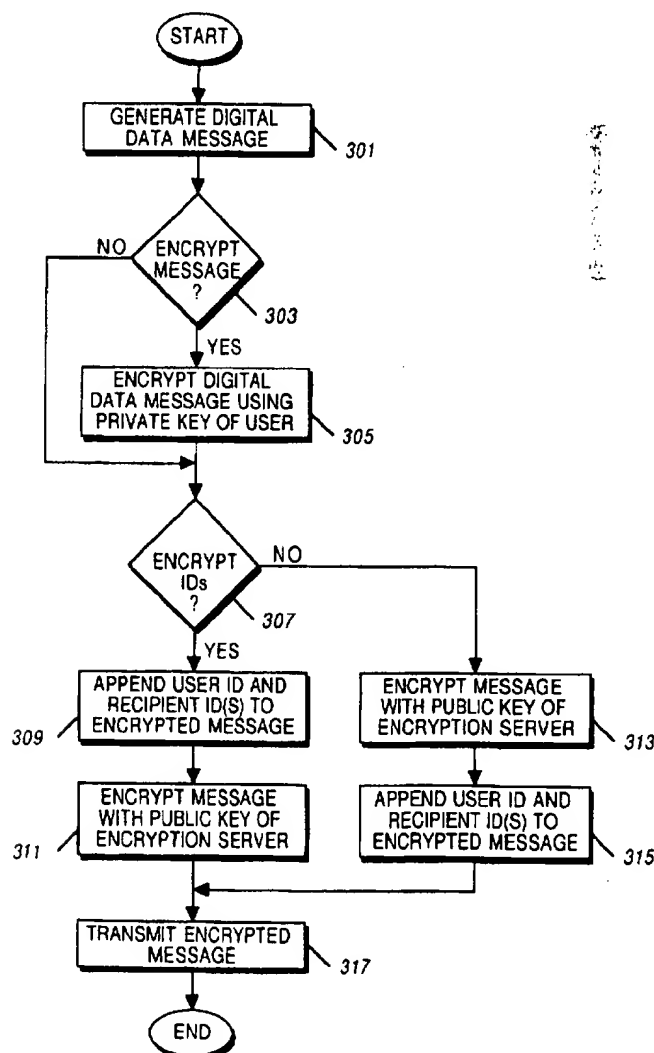 START
GENERATE DIGITAL
DATA MESSAGE
301
NO
ENCRYPT
MESSAGE
?
303
YES
ENCRYPT DIGITAL
DATA MESSAGE USING
PRIVATE KEY OF USER
305
ENCRYPT
IDs
?
NO
307
YES
APPEND USER ID AND
RECIPIENT ID(S) TO
ENCRYPTED MESSAGE
309
ENCRYPT MESSAGE
WITH PUBLIC KEY OF
ENCRYPTION SERVER
313
ENCRYPT MESSAGE
WITH PUBLIC KEY OF
ENCRYPTION SERVER
311
APPEND USER ID AND
RECIPIENT ID(S) TO
ENCRYPTED MESSAGE
315
TRANSMIT ENCRYPTED
MESSAGE
317
END